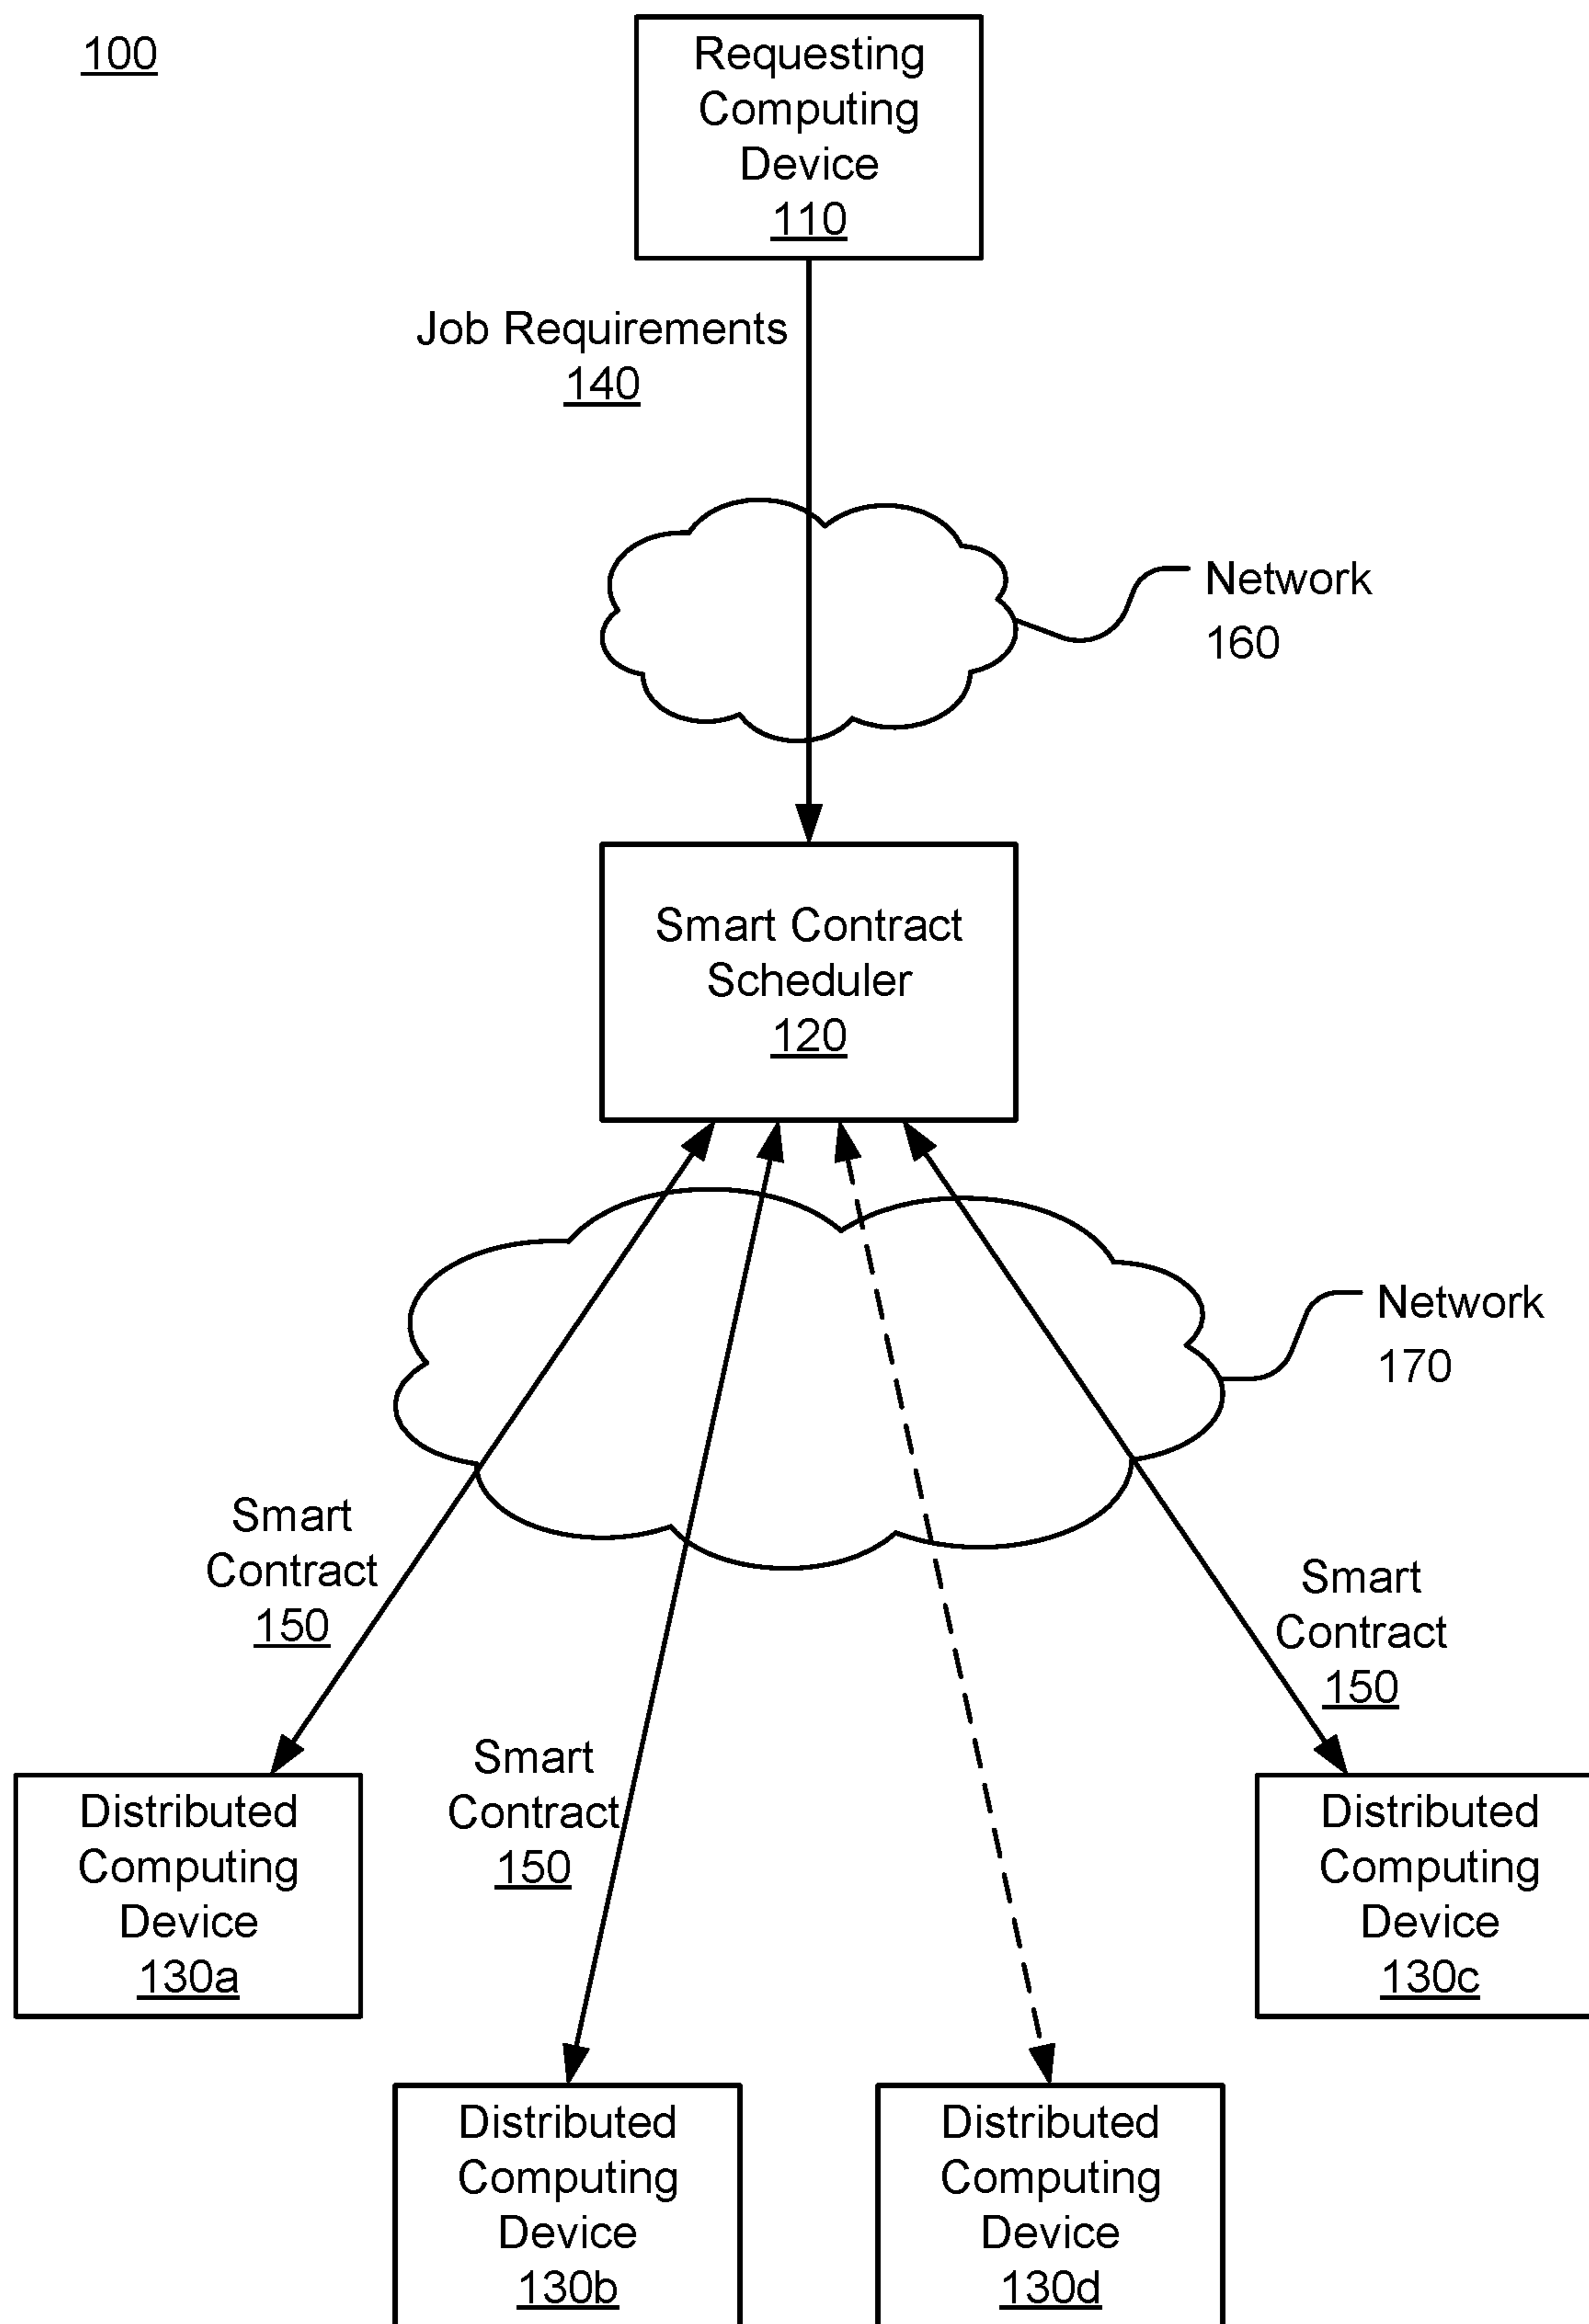 100
Requesting
Computing
Device
110
Job Requirements
140
Network
160
Smart Contract
Scheduler
120
Network
170
Smart
Contract
150
Smart
Contract
150
Smart
Contract
150
Distributed
Computing
Device
130a
Distributed
Computing
Device
130c
Distributed
Computing
Device
130b
Distributed
Computing
Device
130d